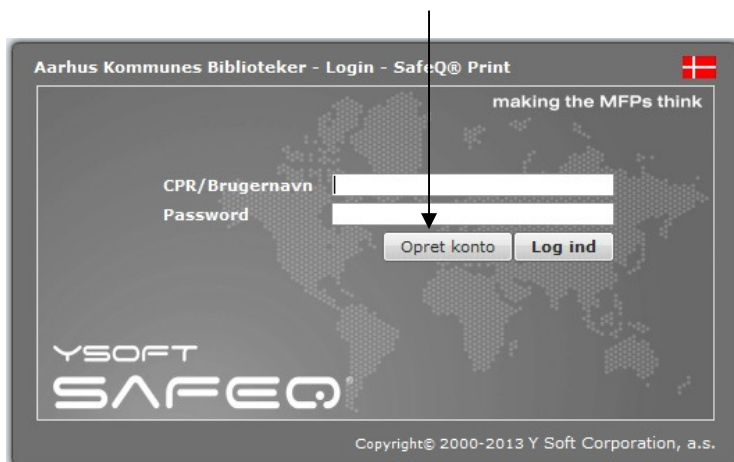 Aarhus Kommunes Biblioteker - Login - SafeQ® Print
making the MFPs think
CPR/Brugernavn
Password
Opret konto Log ind
YSOFT
SAFEQ®
Copyright© 2000-2013 Y Soft Corporation, a.s.